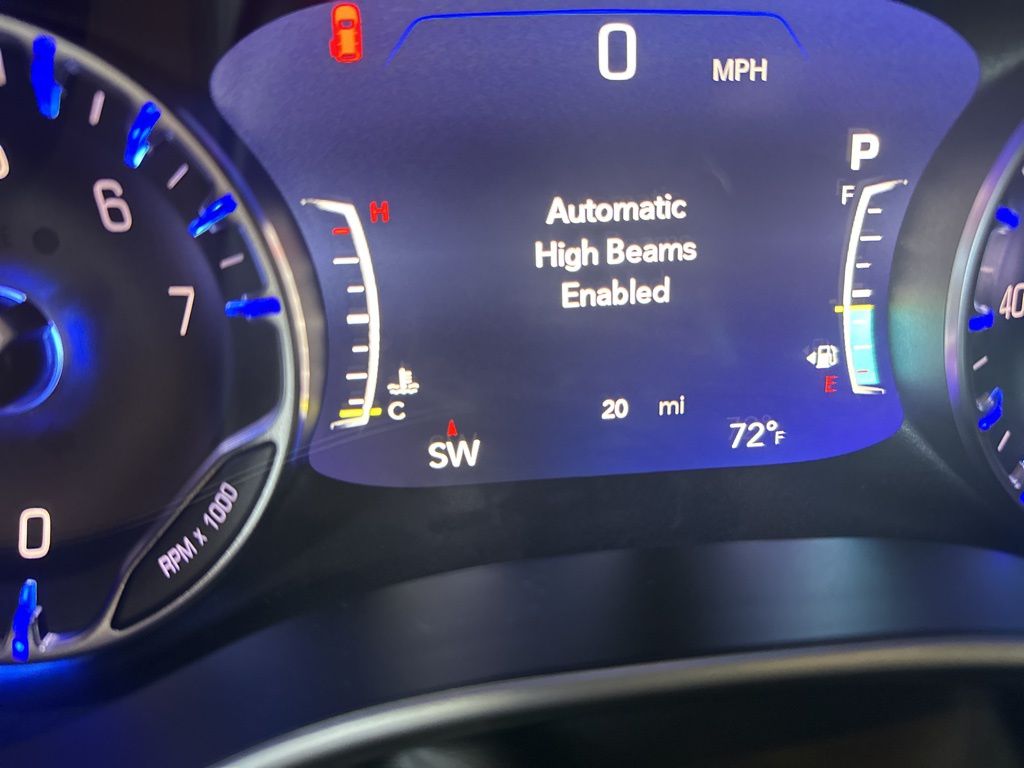 0
MPH
P
F
6
H
Automatic
High Beams
Enabled
7
40
E
C
20 mi
72°F
SW
0
RPM x 1000